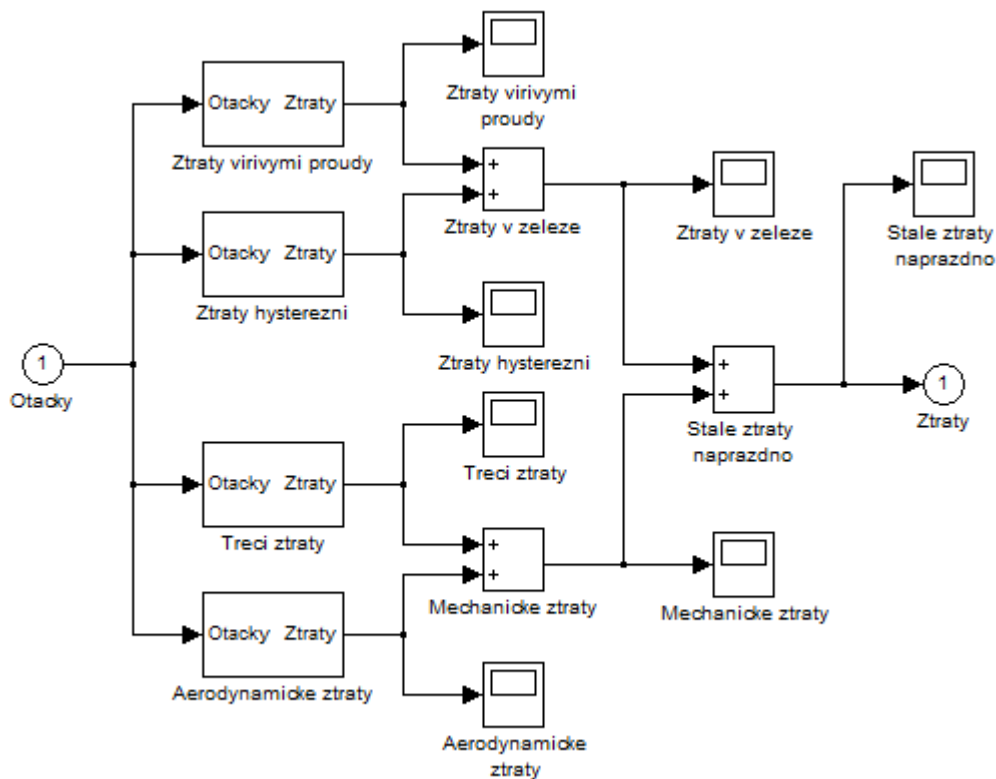 Ztraty virivymi
proudy
Otacky Ztraty
Ztraty virivymi proudy
+
+
Ztraty v zeleze
Ztraty v zeleze
Stale ztraty
naprazdno
Otacky Ztraty
Ztraty hysterezni
Ztraty hysterezni
1
Otacky
+
+
Stale ztraty
naprazdno
1
Ztraty
Treci ztraty
Otacky Ztraty
Treci ztraty
+
+
Mechanicke ztraty
Mechanicke ztraty
Otacky Ztraty
Aerodynamicke ztraty
Aerodynamicke
ztraty